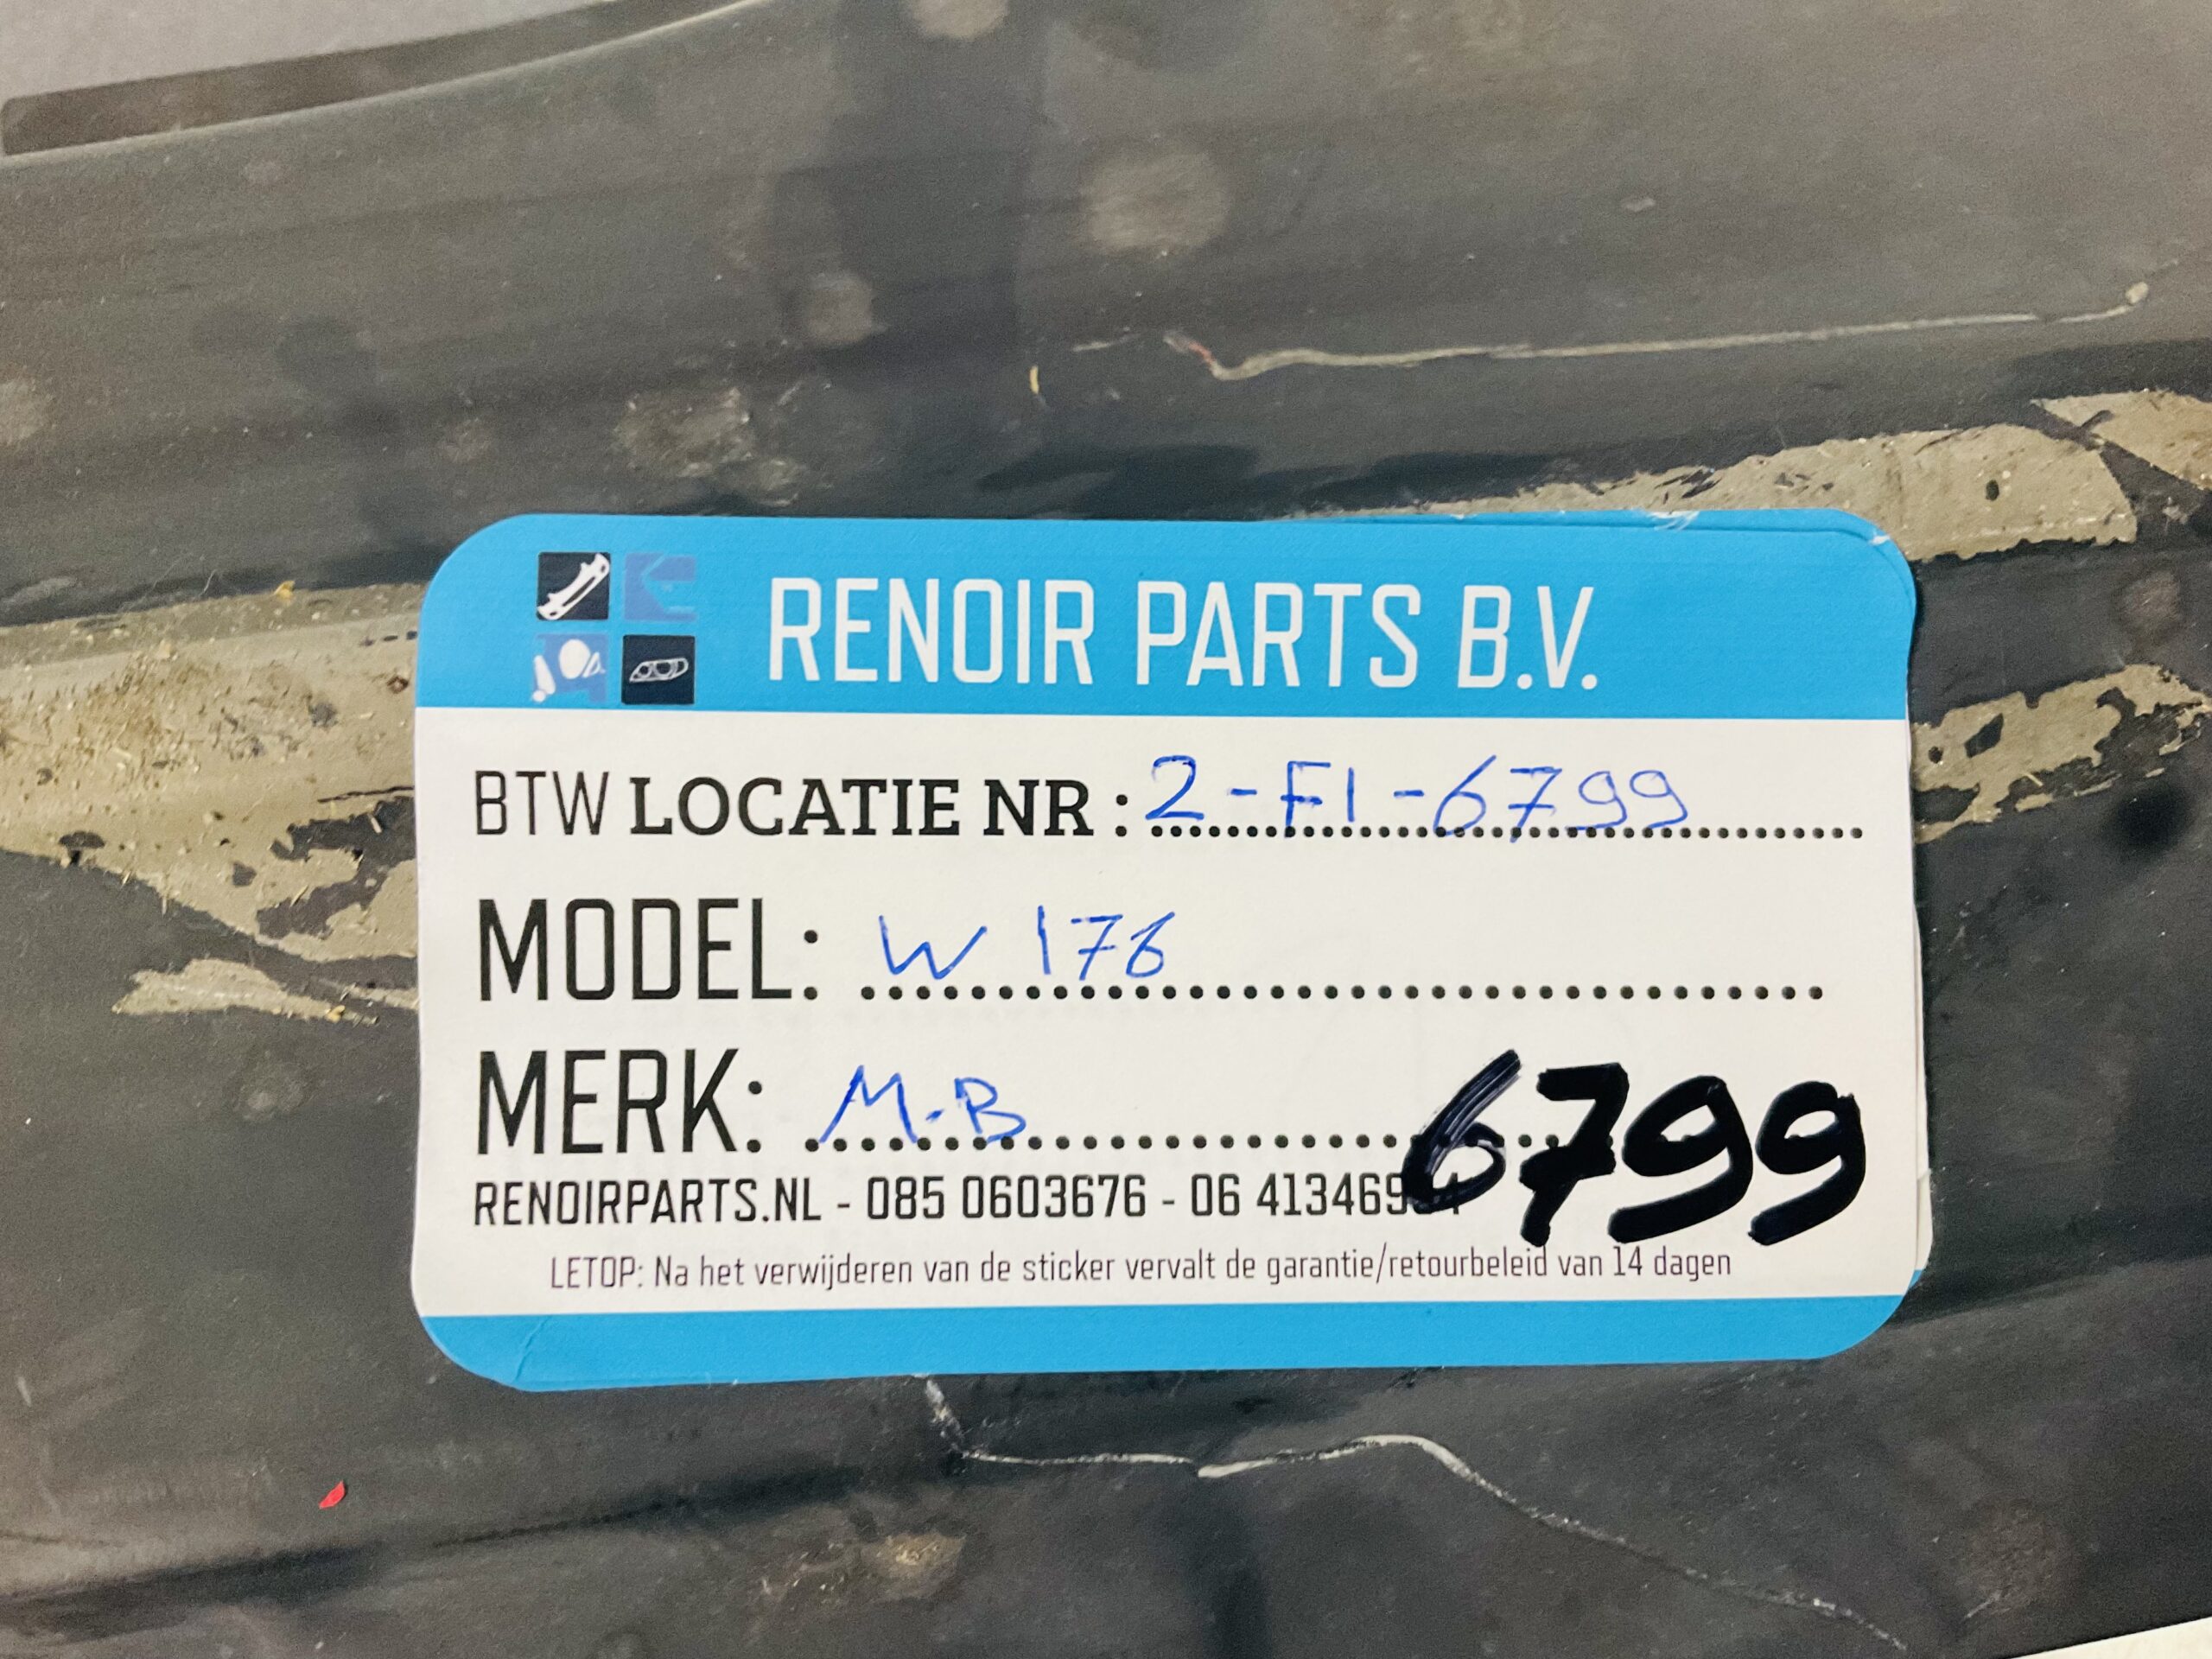 RENOIR PARTS B.V.
BTW LOCATIE NR : 2-F1-6799
MODEL: W 176
MERK: M-B
6799
RENOIRPARTS.NL - 085 0603676 - 06
LETOP: Na het verwijderen van de sticker vervalt de garantie/retourbeleid van 14 dagen